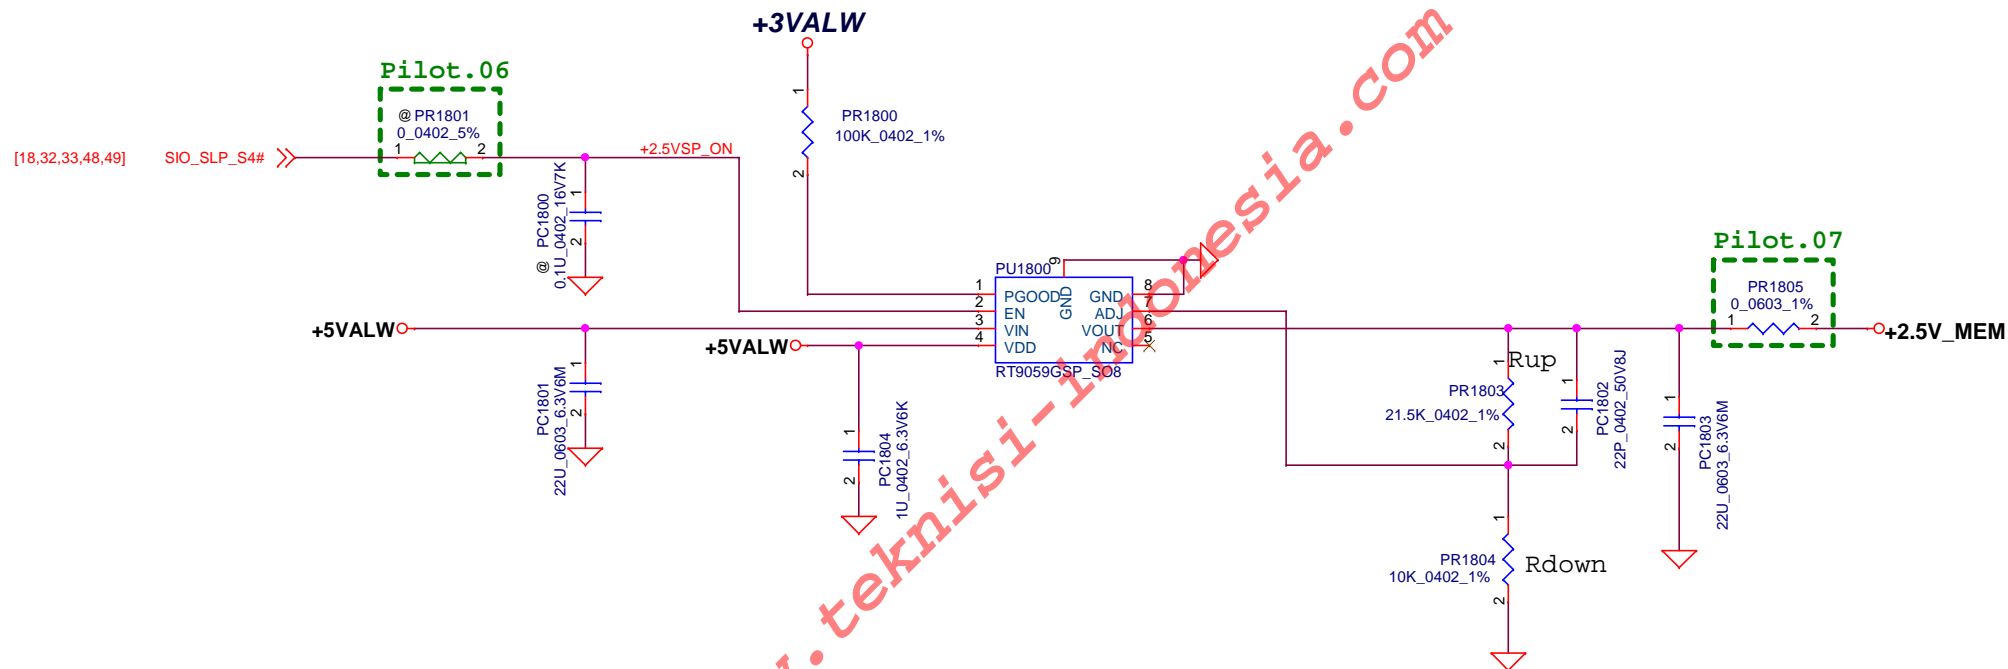 +3VALW
Pilot.06
@ PR1801
0_0402_5%
1
2
[18,32,33,48,49]
SIO_SLP_S4#
+2.5VSP_ON
1
PR1800
100K_0402_1%
2
@ PC1800
0.1U_0402_16V7K
1
2
Pilot.07
PR1805
0_0603_1%
1
2
+2.5V_MEM
PU1800
9
GND
1
PGOOD
2
EN
3
VIN
4
VDD
GND
8
ADJ
7
VOUT
6
NC
5
RT9059GSP_SO8
+5VALW
+5VALW
PC1801
22U_0603_6.3V6M
1
2
PC1804
1U_0402_6.3V6K
1
2
Rup
1
PR1803
21.5K_0402_1%
2
PC1802
22P_0402_50V8J
1
2
PC1803
22U_0603_6.3V6M
1
2
1
PR1804
10K_0402_1%
2
Rdown
.teknisi-indonesia.com